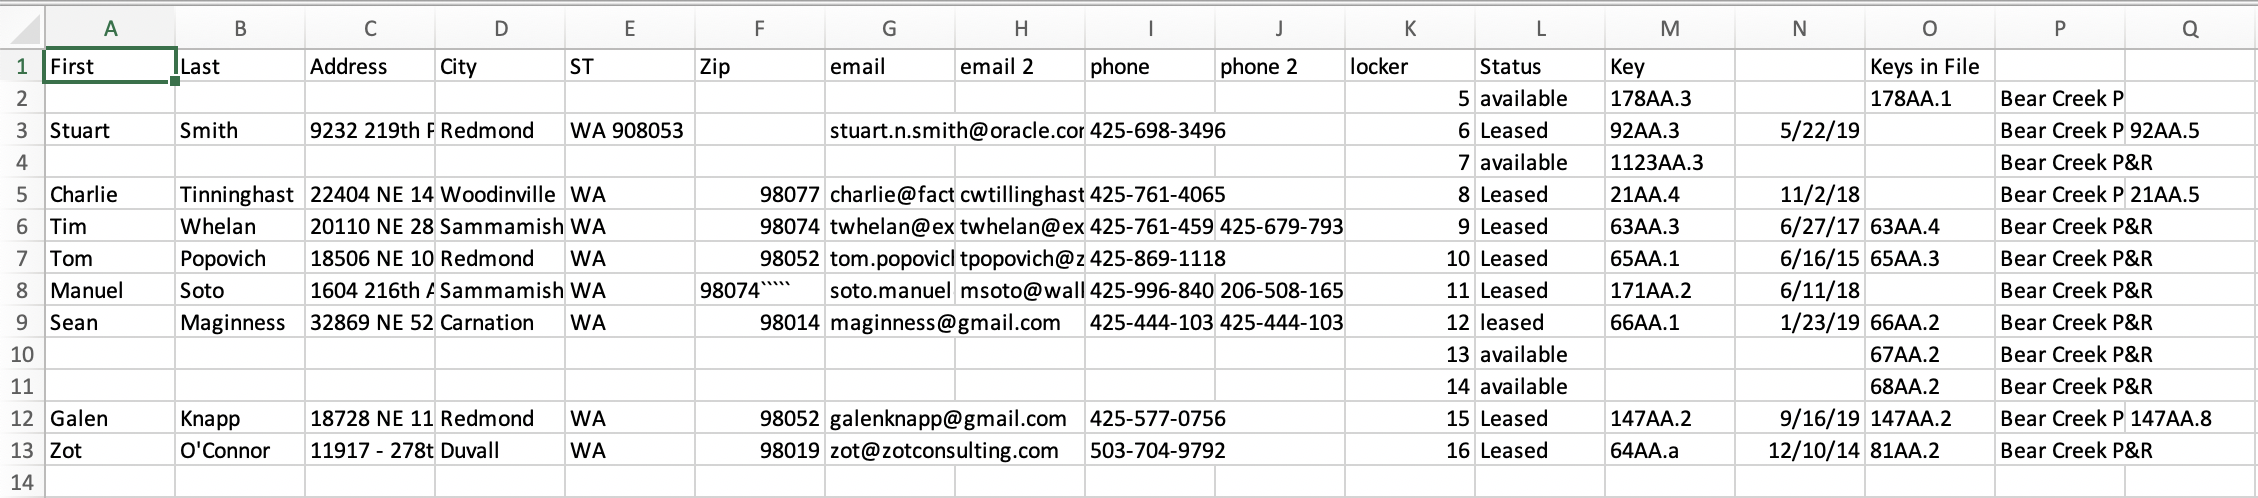 A B C D E F G H I J K L M N O P Q
1 First Last Address City ST Zip email email 2 phone phone 2 locker Status Key Keys in File
2 5 available 178AA.3 178AA.1 Bear Creek P
3 Stuart Smith 9232 219th Redmond WA 908053 stuart.n.smith@oracle.cor 425-698-3496 6 Leased 92AA.3 5/22/19 Bear Creek P 92AA.5
4 7 available 1123AA.3 Bear Creek P&R
5 Charlie Tinninghast 22404 NE 14 Woodinville WA 98077 charlie@fact cwtillinghast 425-761-4065 8 Leased 21AA.4 11/2/18 Bear Creek P 21AA.5
6 Tim Whelan 20110 NE 28 Sammamish WA 98074 twhelan@ex twhelan@ex 425-761-459 425-679-793 9 Leased 63AA.3 6/27/17 63AA.4 Bear Creek P&R
7 Tom Popovich 18506 NE 10 Redmond WA 98052 tom.popovicl tpopovich@z 425-869-1118 10 Leased 65AA.1 6/16/15 65AA.3 Bear Creek P&R
8 Manuel Soto 1604 216th Sammamish WA 98074````` soto.manuel msoto@wall 425-996-840 206-508-165 11 Leased 171AA.2 6/11/18 Bear Creek P&R
9 Sean Maginness 32869 NE 52 Carnation WA 98014 maginness@gmail.com 425-444-103 425-444-103 12 leased 66AA.1 1/23/19 66AA.2 Bear Creek P&R
10 13 available 67AA.2 Bear Creek P&R
11 14 available 68AA.2 Bear Creek P&R
12 Galen Knapp 18728 NE 11 Redmond WA 98052 galenknapp@gmail.com 425-577-0756 15 Leased 147AA.2 9/16/19 147AA.2 Bear Creek P 147AA.8
13 Zot O'Connor 11917 - 278t Duvall WA 98019 zot@zotconsulting.com 503-704-9792 16 Leased 64AA.a 12/10/14 81AA.2 Bear Creek P&R
14